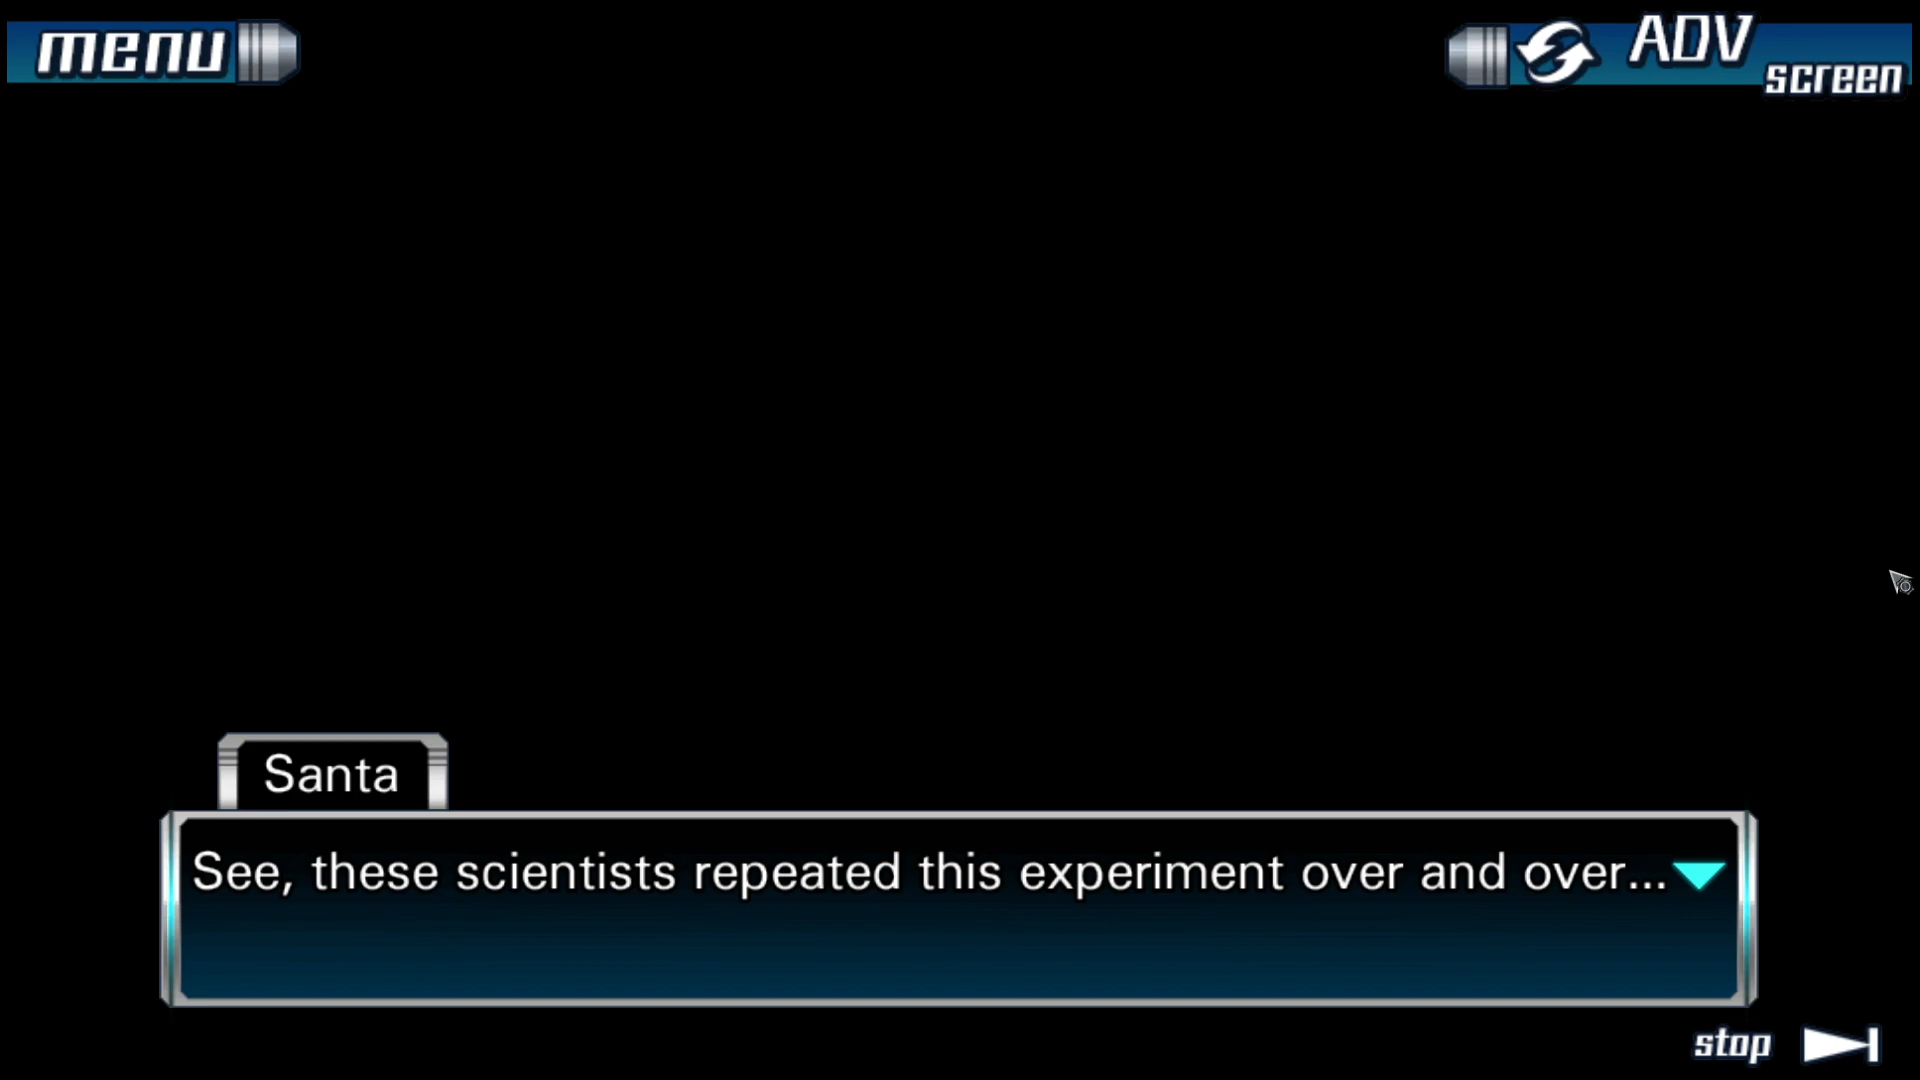 menu
ADV
screen
Santa
See, these scientists repeated this experiment over and over...
stop